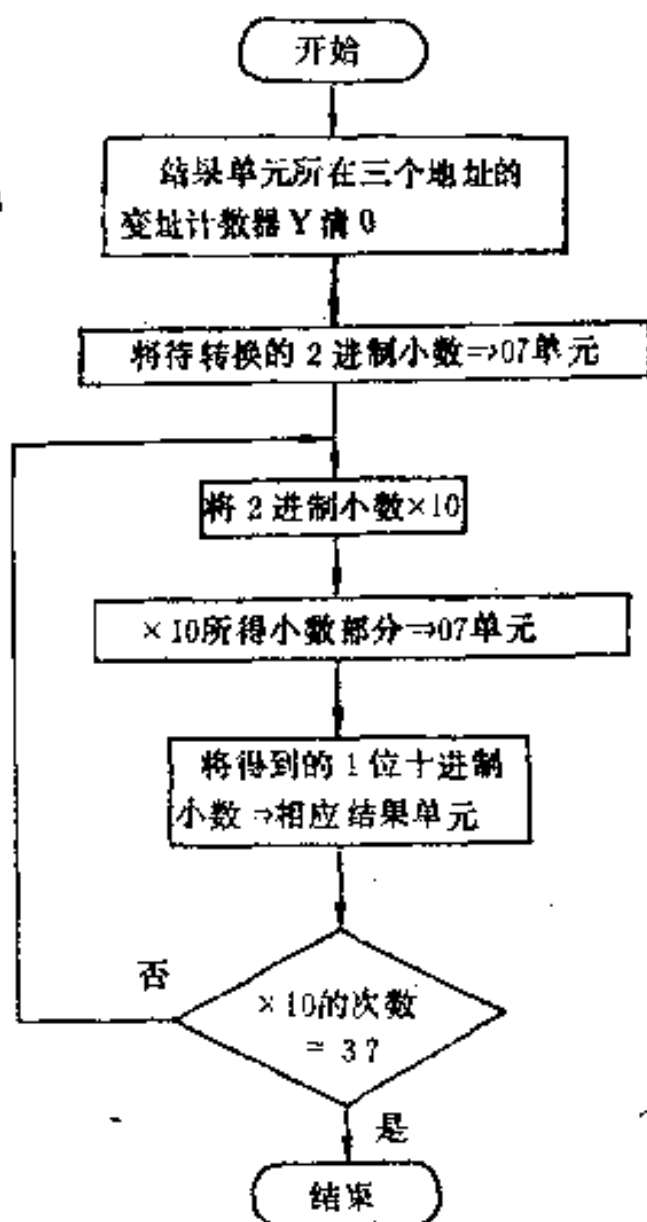 开始
结果单元所在三个地址的
变址计数器 Y 清 0
将待转换的 2 进制小数⇒07单元
将 2 进制小数×10
×10所得小数部分⇒07单元
将得到的 1 位十进制
小数⇒相应结果单元
否
×10的次数
= 3?
是
结束